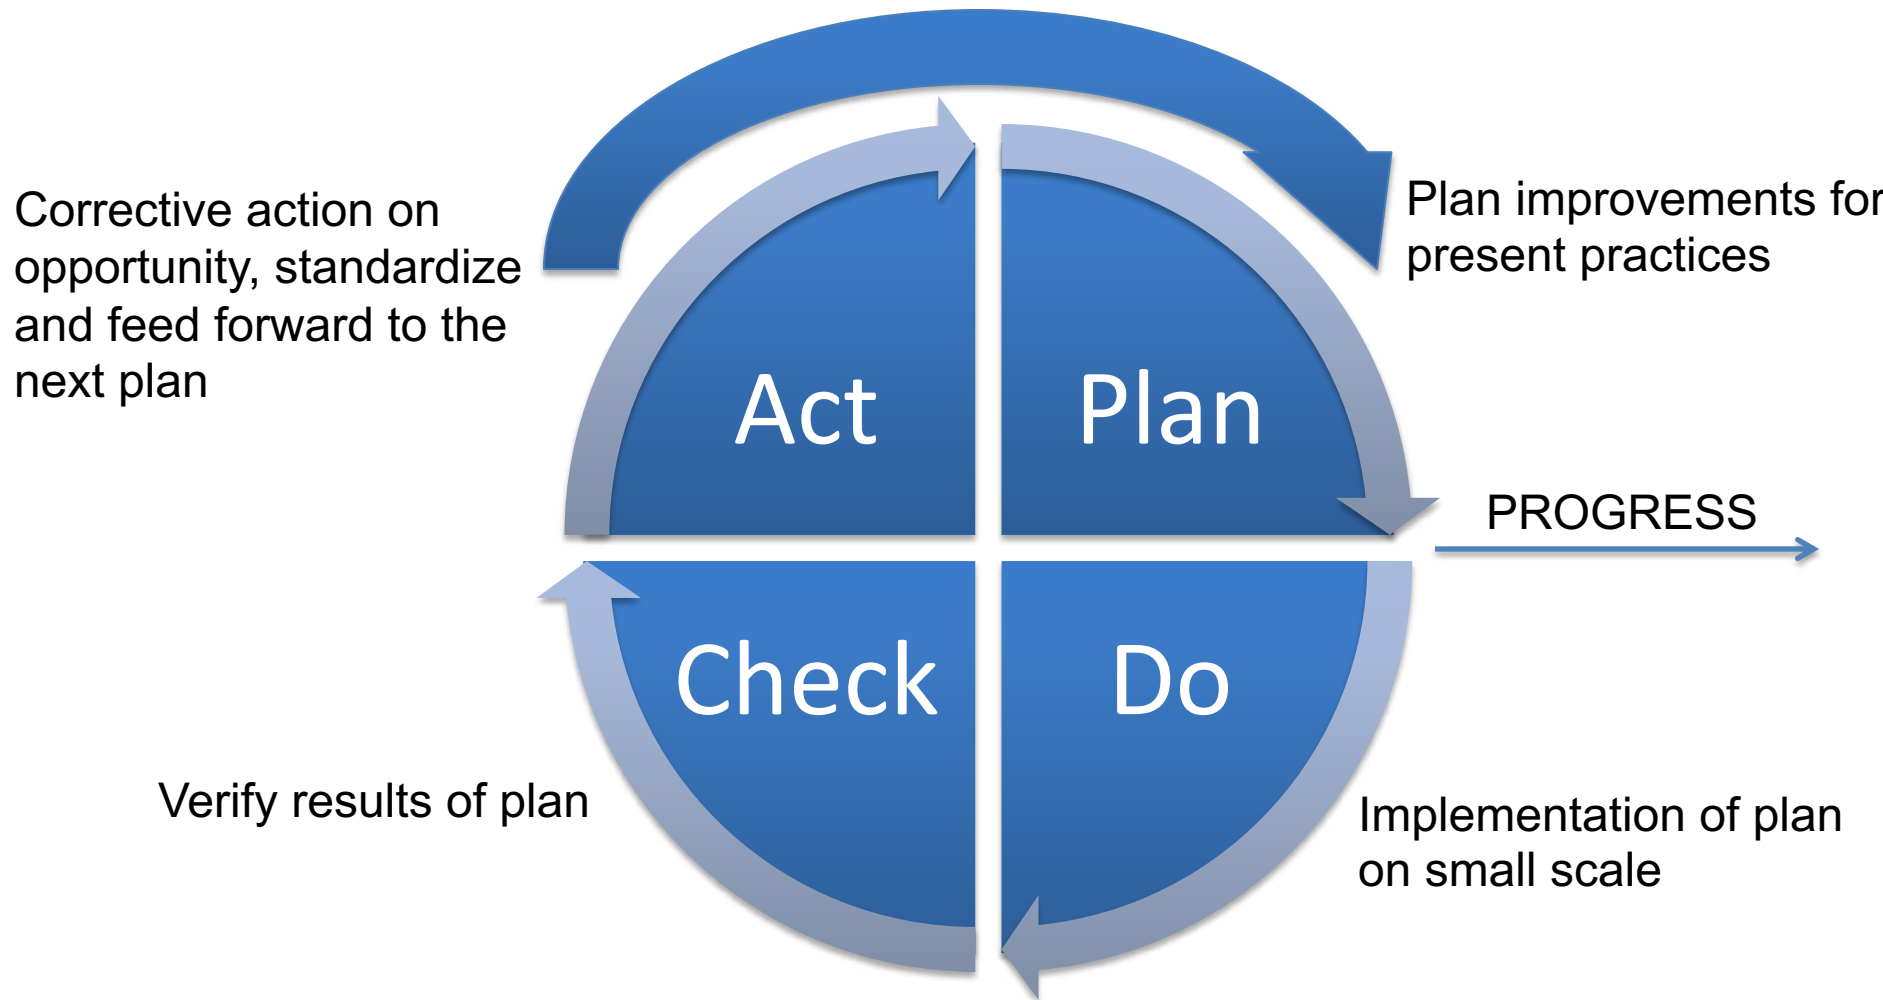 Corrective action on
opportunity, standardize
and feed forward to the
next plan
Plan improvements for
present practices
Act
Plan
PROGRESS
Check
Do
Verify results of plan
Implementation of plan
on small scale